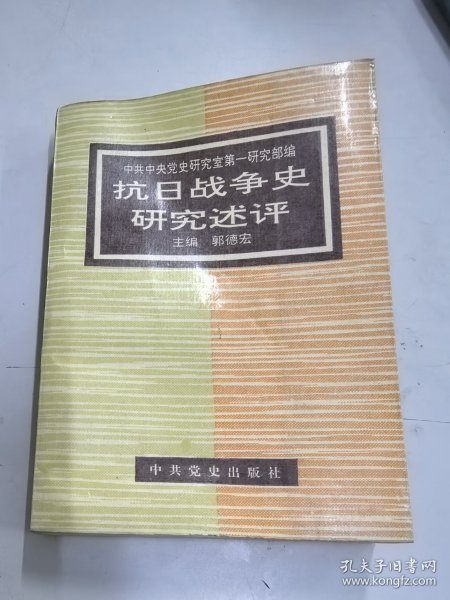 中共中央党史研究室第一研究部编
抗日战争史
研究述评
主编 郭德宏
中共党史出版社
孔夫子旧书网
www.kongfz.com